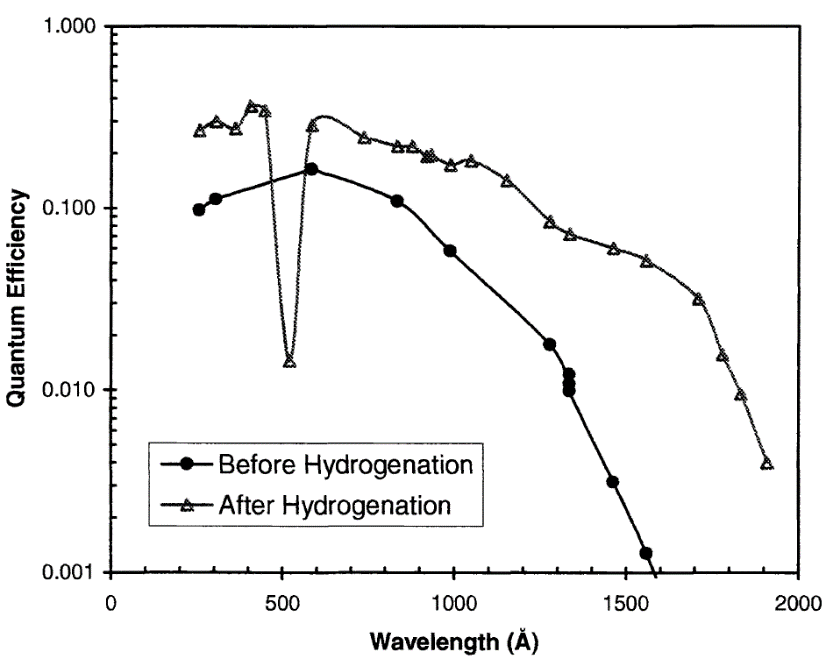 1.000
0.100
0.010
0.001
Quantum Efficiency
Before Hydrogenation
After Hydrogenation
0 500 1000 1500 2000
Wavelength (Å)